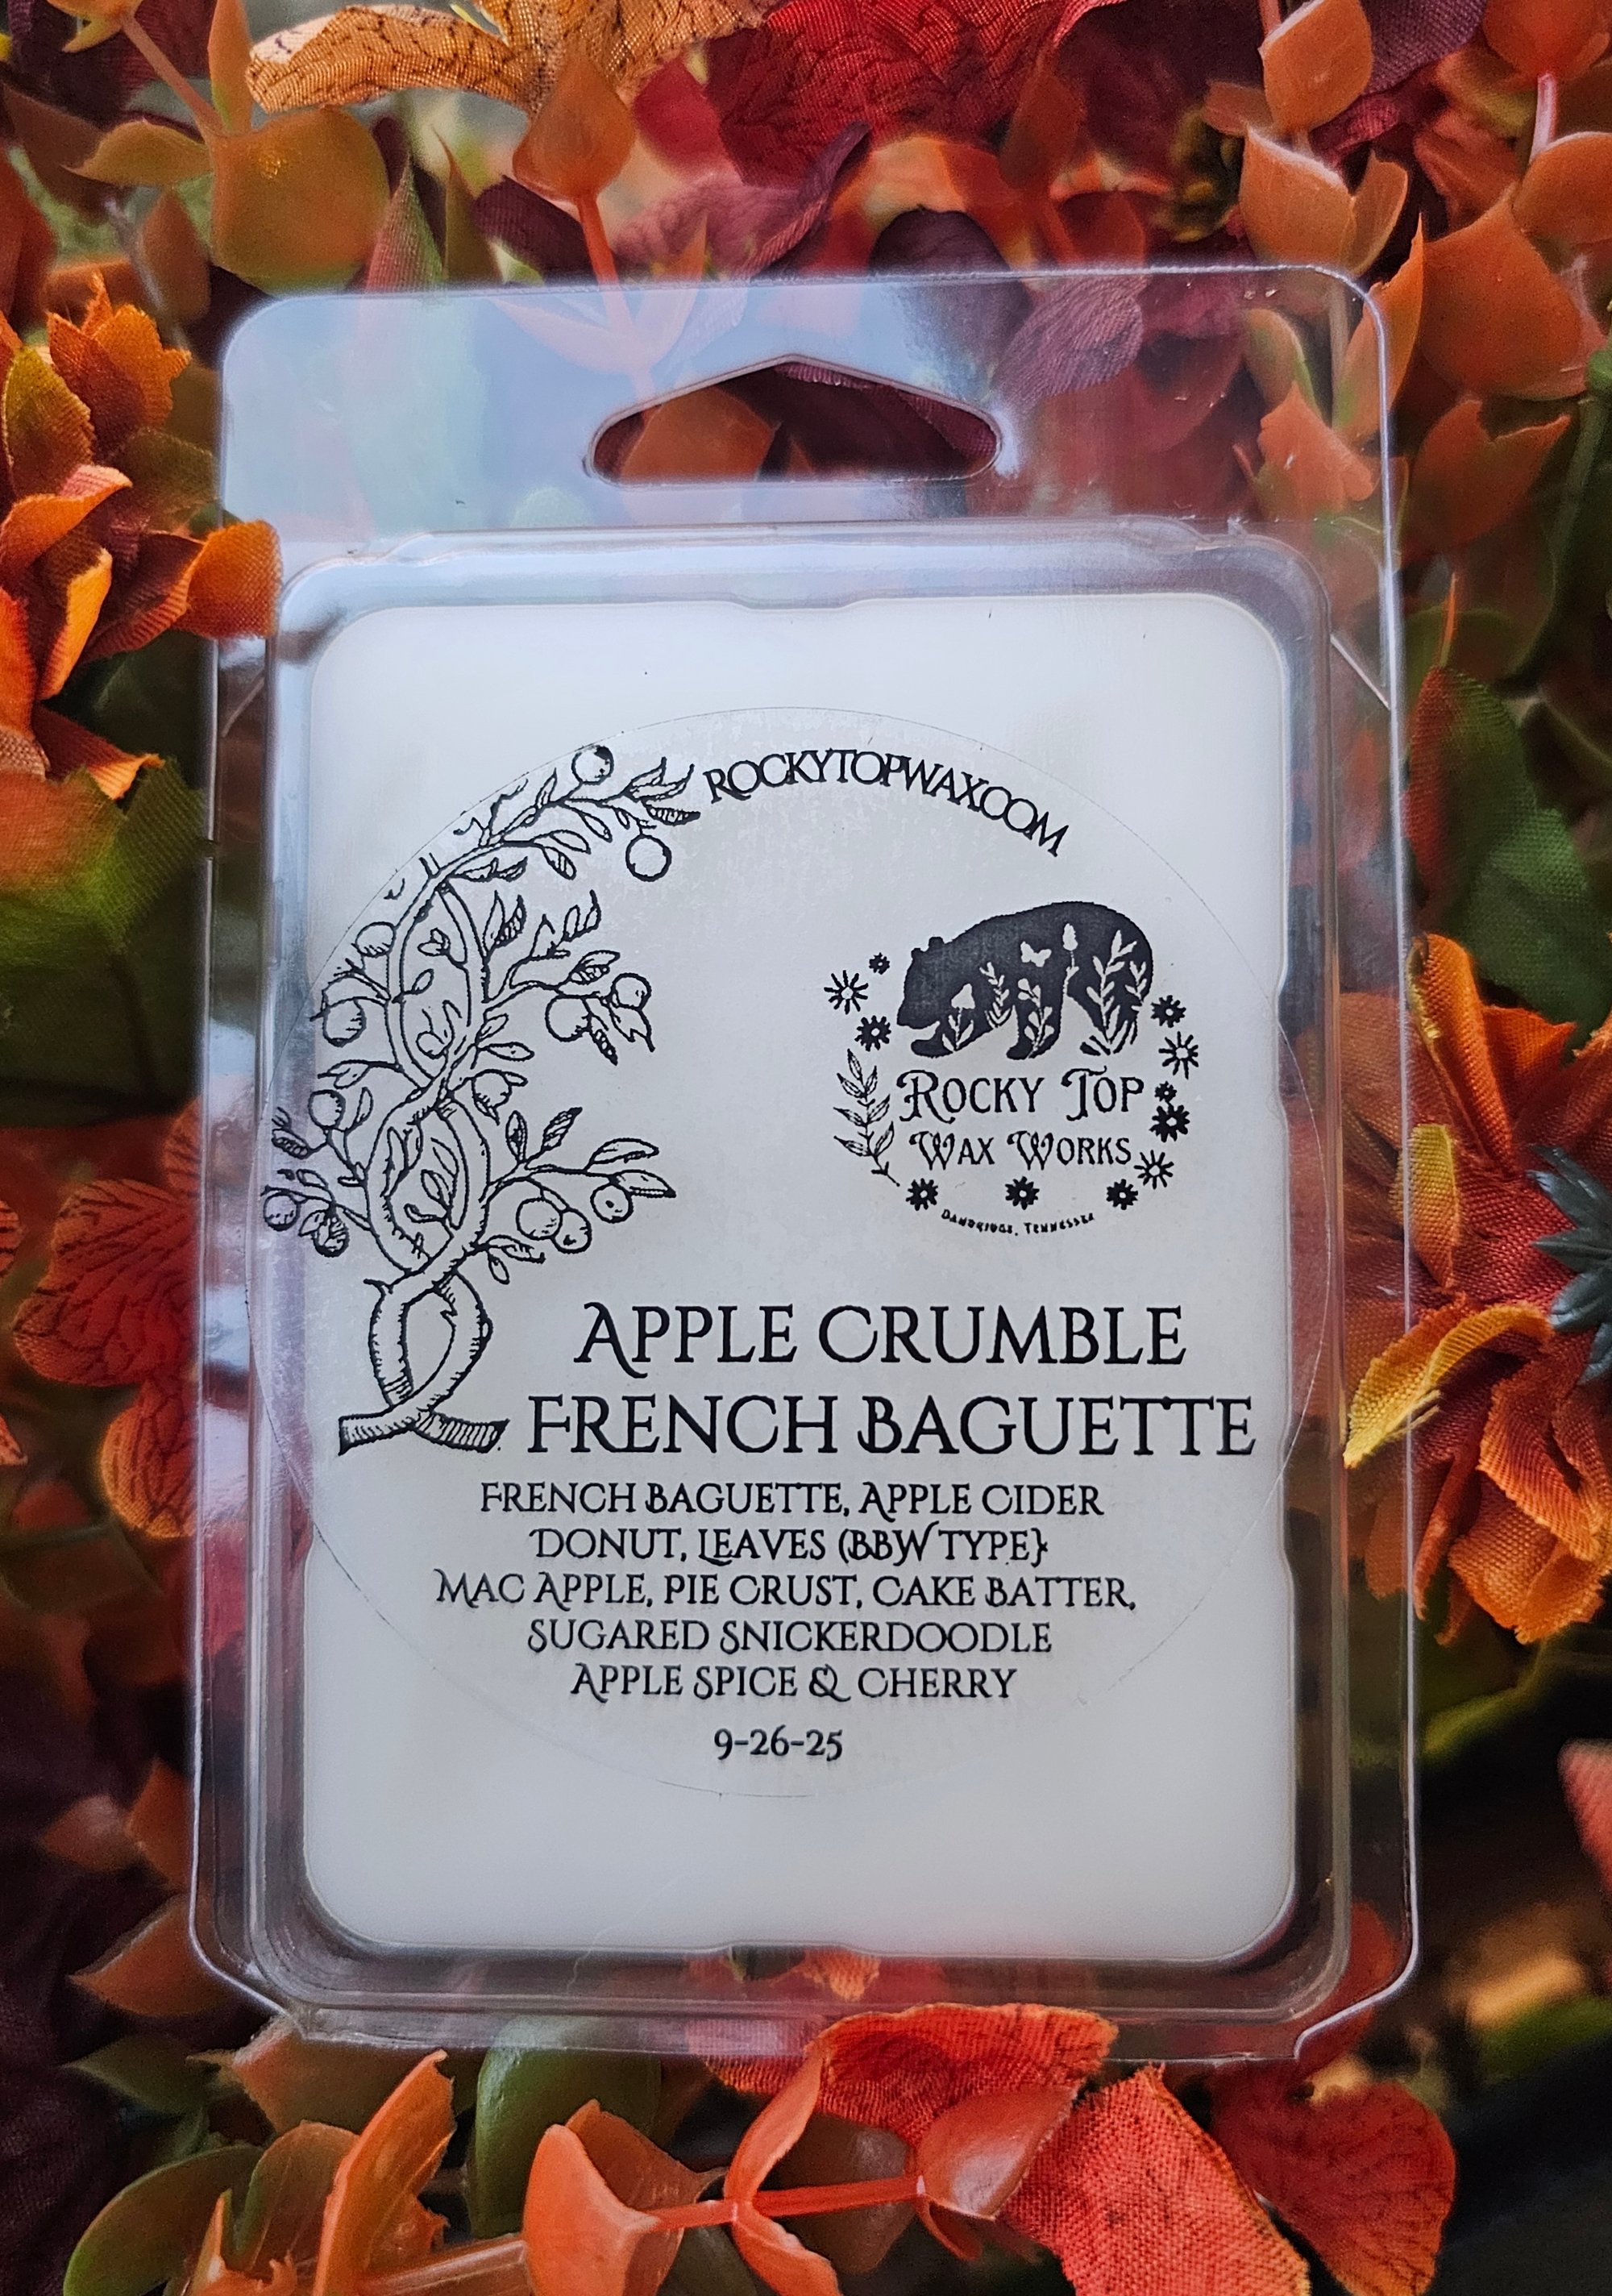 ROCKYTOPWAX.COM
ROCKY TOP
WAX WORKS
DANDRIDGE, TENNESSEE
APPLE CRUMBLE
FRENCH BAGUETTE
FRENCH BAGUETTE, APPLE CIDER
DONUT, LEAVES (BBW TYPE}
MAC APPLE, PIE CRUST, CAKE BATTER,
SUGARED SNICKERDOODLE
APPLE SPICE & CHERRY
9-26-25